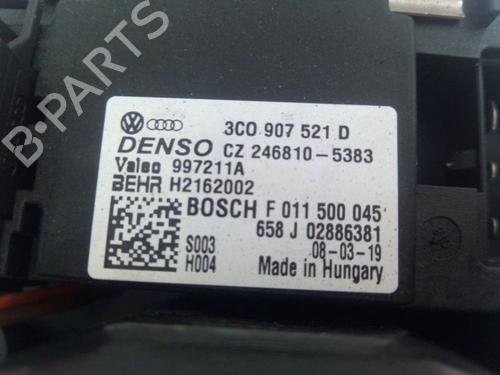 3C0 907 521 D
DENSO CZ 246810-5383
Valeo 997211A
BEHR H2162002
BOSCH F 011 500 045
658 J 02886381
S003 08-03-19
H004 Made in Hungary
B-PARTS